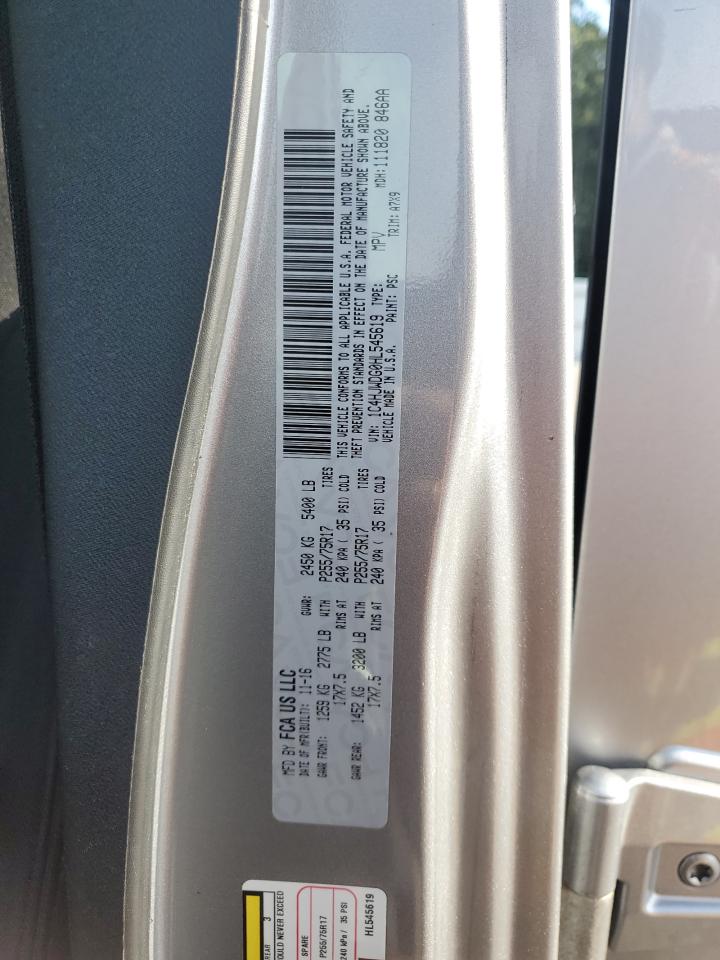 MFD BY FCA US LLC
DATE OF MFR(BUILT): 11-16 GVWR: 2450 KG 5400 LB
GAWR FRONT: 1259 KG 2775 LB WITH P255/75R17 TIRES
17X7.5 RIMS AT 240 KPA ( 35 PSI) COLD
GAWR REAR: 1452 KG 3200 LB WITH P255/75R17 TIRES
17X7.5 RIMS AT 240 KPA ( 35 PSI) COLD
THIS VEHICLE CONFORMS TO ALL APPLICABLE U.S.A. FEDERAL MOTOR VEHICLE SAFETY AND
THEFT PREVENTION STANDARDS IN EFFECT ON THE DATE OF MANUFACTURE SHOWN ABOVE.
VIN: 1C4HJWDG0HL545619 TYPE: MPV MDH: 111820 846AA
VEHICLE MADE IN U.S.A. PAINT: PSC TRIM: A7X9
REAR 3
OULD NEVER EXCEED
SPARE
P255/75R17
240 kPa / 35 PSI
HL545619